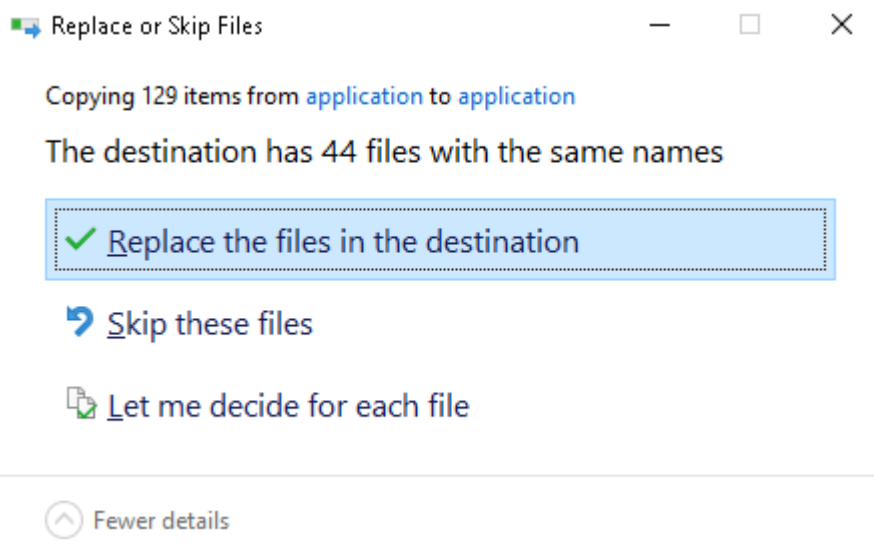 Replace or Skip Files
Copying 129 items from application to application
The destination has 44 files with the same names
Replace the files in the destination
Skip these files
Let me decide for each file
Fewer details